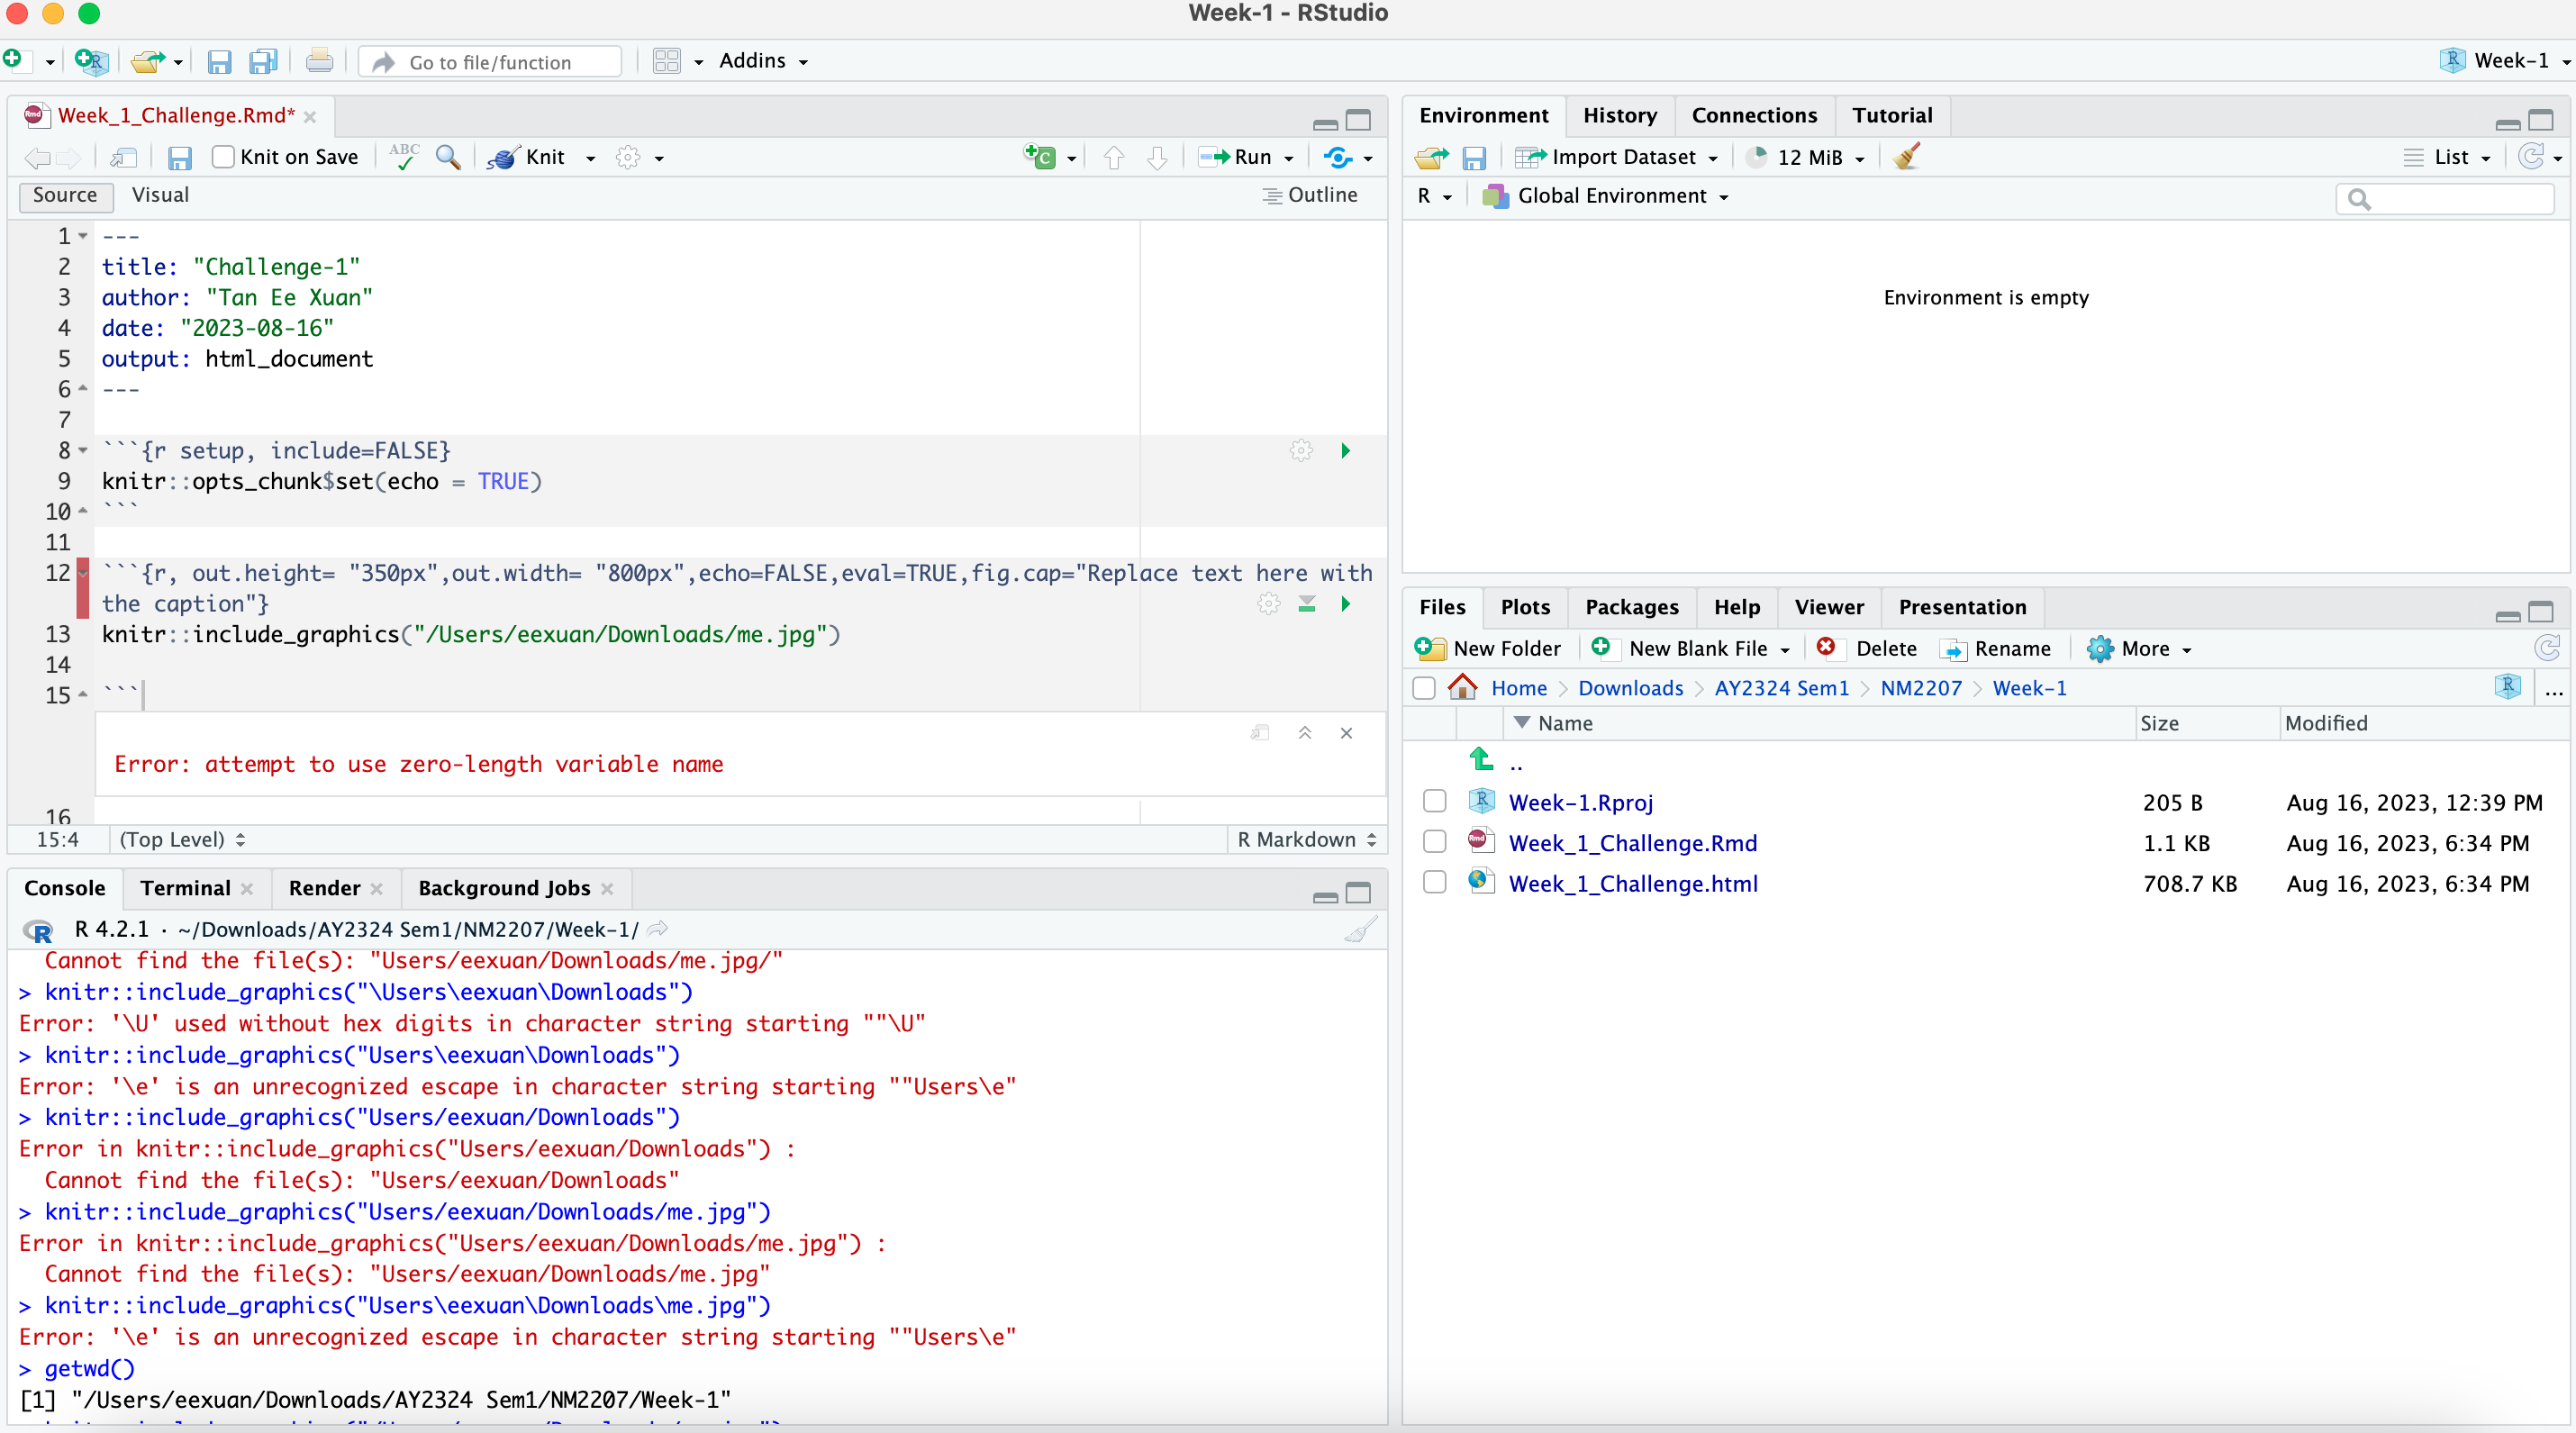 Week-1 - RStudio
Go to file/function
Addins
Week-1
Week_1_Challenge.Rmd*
Knit on Save
ABC
Knit
Run
Source
Visual
Outline
1 ---
2 title: "Challenge-1"
3 author: "Tan Ee Xuan"
4 date: "2023-08-16"
5 output: html_document
6 ---
7
8 ```{r setup, include=FALSE}
9 knitr::opts_chunk$set(echo = TRUE)
10 ```
11
12 ```{r, out.height= "350px",out.width= "800px",echo=FALSE,eval=TRUE,fig.cap="Replace text here with
the caption"}
13 knitr::include_graphics("/Users/eexuan/Downloads/me.jpg")
14
15 ```
Error: attempt to use zero-length variable name
16
15:4 (Top Level) R Markdown
Console Terminal Render Background Jobs
R 4.2.1 · ~/Downloads/AY2324 Sem1/NM2207/Week-1/
Cannot find the file(s): "Users/eexuan/Downloads/me.jpg/"
> knitr::include_graphics("\Users\eexuan\Downloads")
Error: '\U' used without hex digits in character string starting ""\U"
> knitr::include_graphics("Users\eexuan\Downloads")
Error: '\e' is an unrecognized escape in character string starting ""Users\e"
> knitr::include_graphics("Users/eexuan/Downloads")
Error in knitr::include_graphics("Users/eexuan/Downloads") :
Cannot find the file(s): "Users/eexuan/Downloads"
> knitr::include_graphics("Users/eexuan/Downloads/me.jpg")
Error in knitr::include_graphics("Users/eexuan/Downloads/me.jpg") :
Cannot find the file(s): "Users/eexuan/Downloads/me.jpg"
> knitr::include_graphics("Users\eexuan\Downloads\me.jpg")
Error: '\e' is an unrecognized escape in character string starting ""Users\e"
> getwd()
[1] "/Users/eexuan/Downloads/AY2324 Sem1/NM2207/Week-1"
Environment History Connections Tutorial
Import Dataset 12 MiB List
R Global Environment
Environment is empty
Files Plots Packages Help Viewer Presentation
New Folder New Blank File Delete Rename More
Home Downloads AY2324 Sem1 NM2207 Week-1 R ...
Name Size Modified
..
Week-1.Rproj 205 B Aug 16, 2023, 12:39 PM
Week_1_Challenge.Rmd 1.1 KB Aug 16, 2023, 6:34 PM
Week_1_Challenge.html 708.7 KB Aug 16, 2023, 6:34 PM